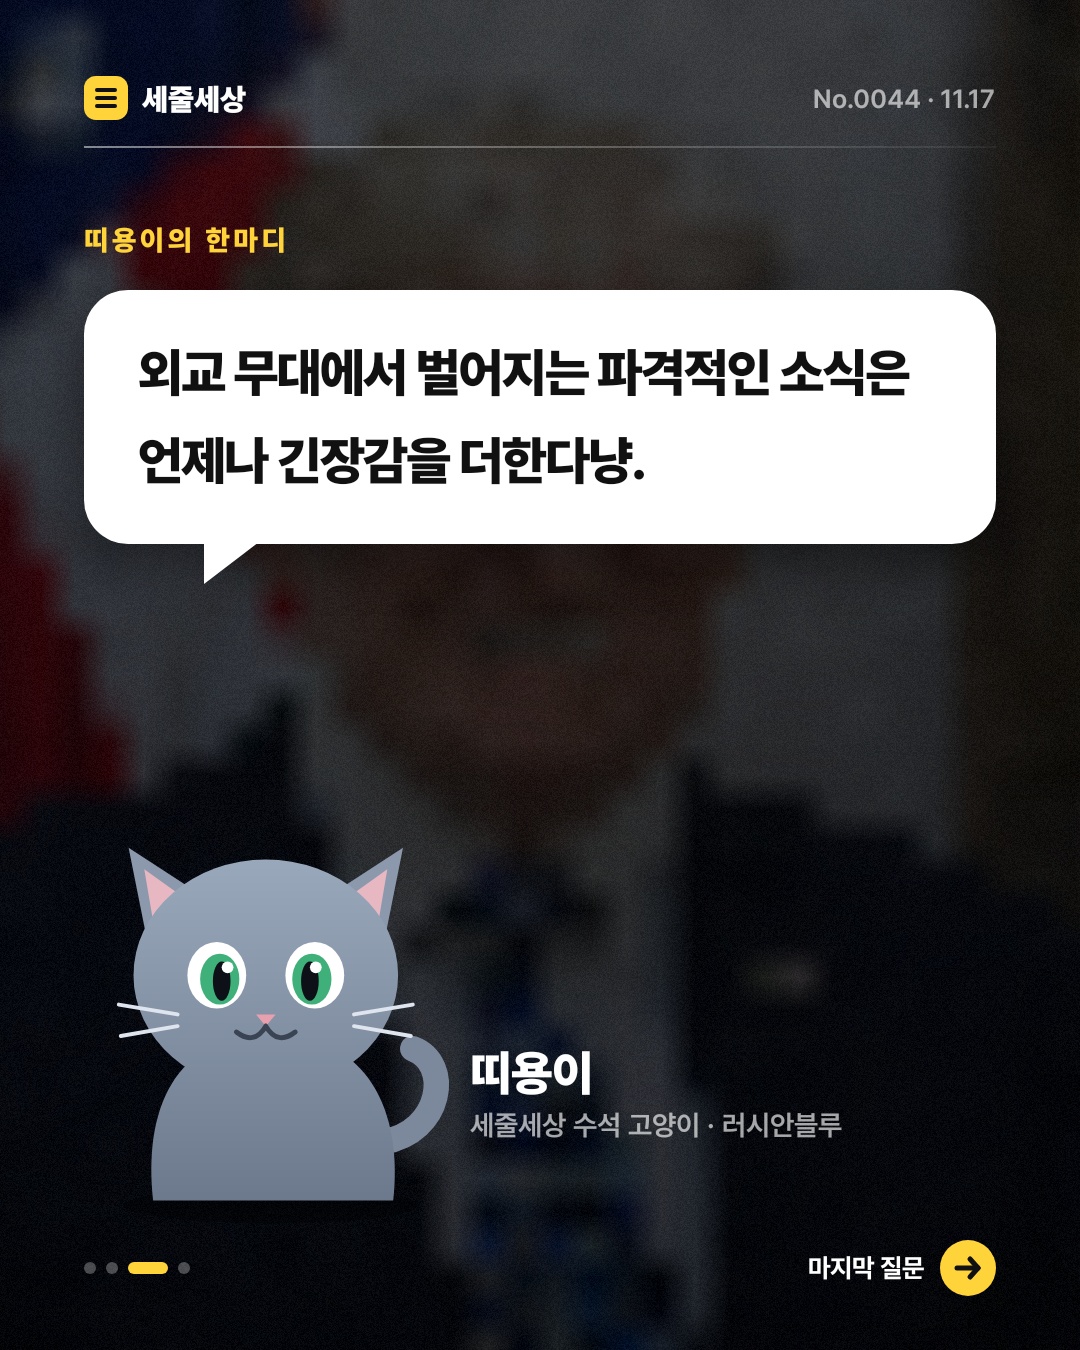 세줄세상
No.0044 · 11.17
띠용이의 한마디
외교 무대에서 벌어지는 파격적인 소식은
언제나 긴장감을 더한다냥.
띠용이
세줄세상 수석 고양이 · 러시안블루
마지막 질문